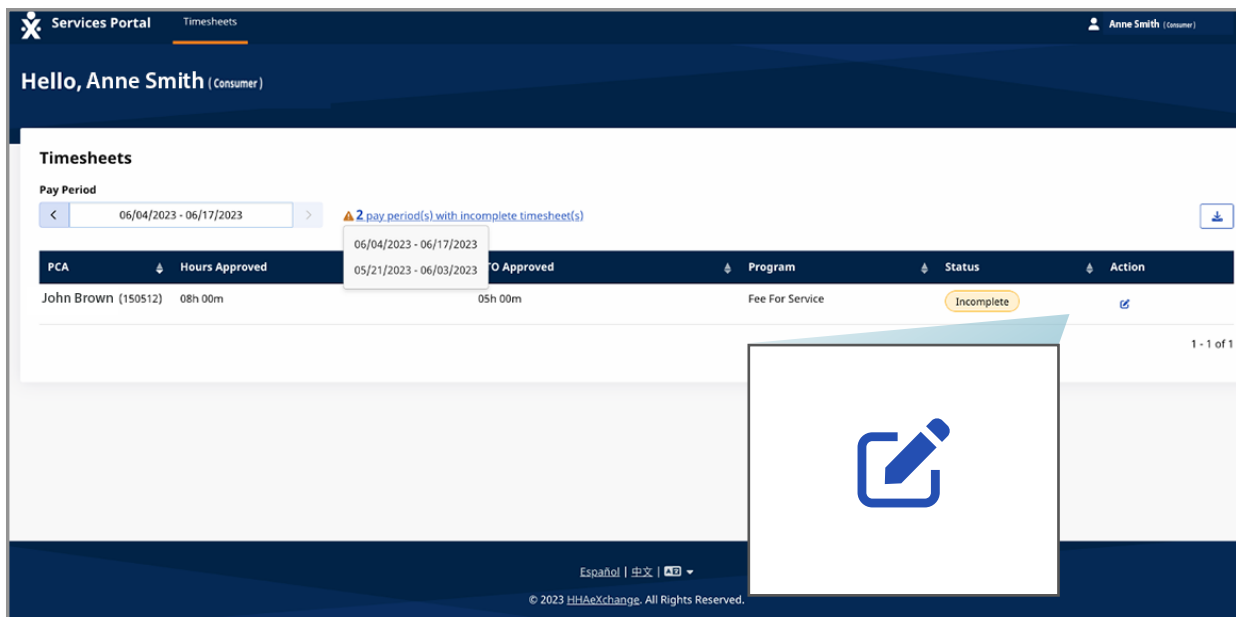 Services Portal Timesheets Anne Smith (Consumer)
Hello, Anne Smith (Consumer)
Timesheets
Pay Period
06/04/2023 - 06/17/2023 2 pay period(s) with incomplete timesheet(s)
06/04/2023 - 06/17/2023
05/21/2023 - 06/03/2023
PCA Hours Approved O Approved Program Status Action
John Brown (150512) 08h 00m 05h 00m Fee For Service Incomplete
1 - 1 of 1
Español | 中文 |
© 2023 HHAeXchange. All Rights Reserved.